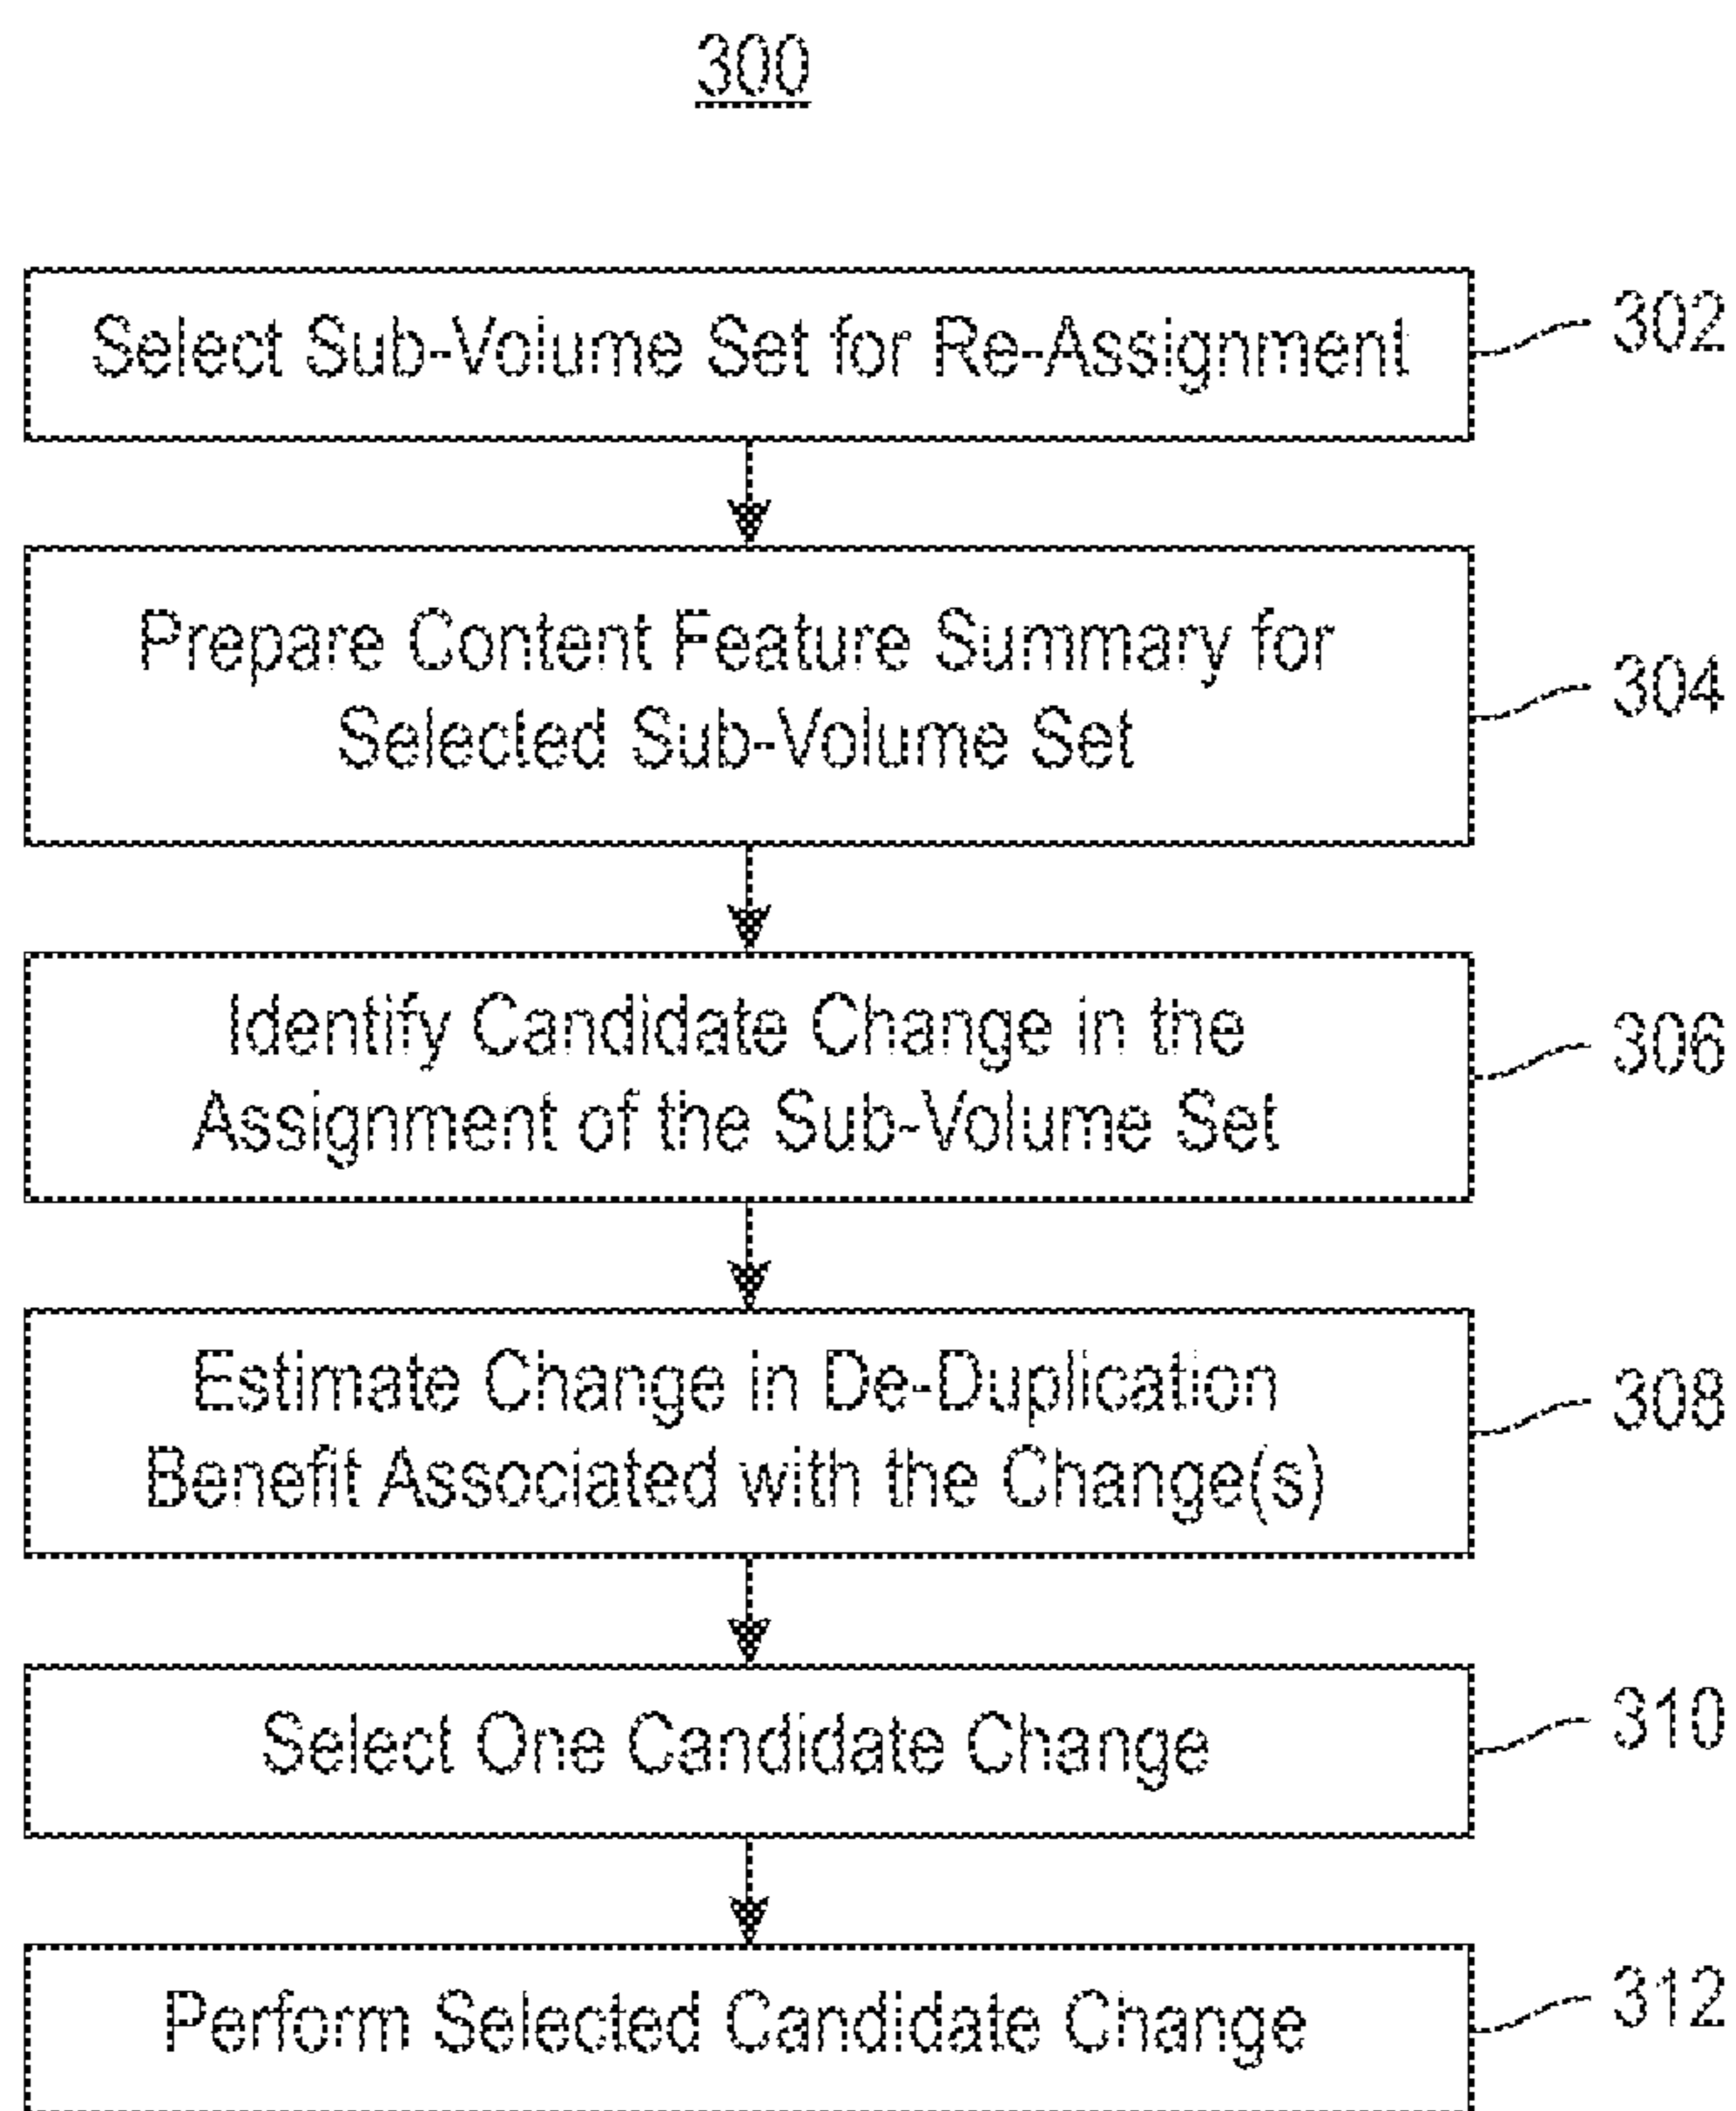 300
Select Sub-Volume Set for Re-Assignment
302
Prepare Content Feature Summary for
Selected Sub-Volume Set
304
Identify Candidate Change in the
Assignment of the Sub-Volume Set
306
Estimate Change in De-Duplication
Benefit Associated with the Change(s)
308
Select One Candidate Change
310
Perform Selected Candidate Change
312